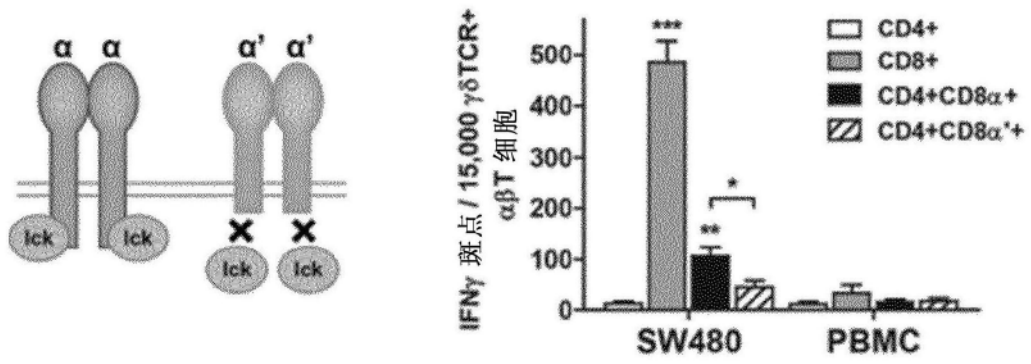 α α α' α'
lck lck
lck lck
IFNγ 斑点 / 15,000 γδTCR+
αβT 细胞
500
400
300
200
100
0
***
**
*
SW480 PBMC
CD4+
CD8+
CD4+CD8α+
CD4+CD8α'+